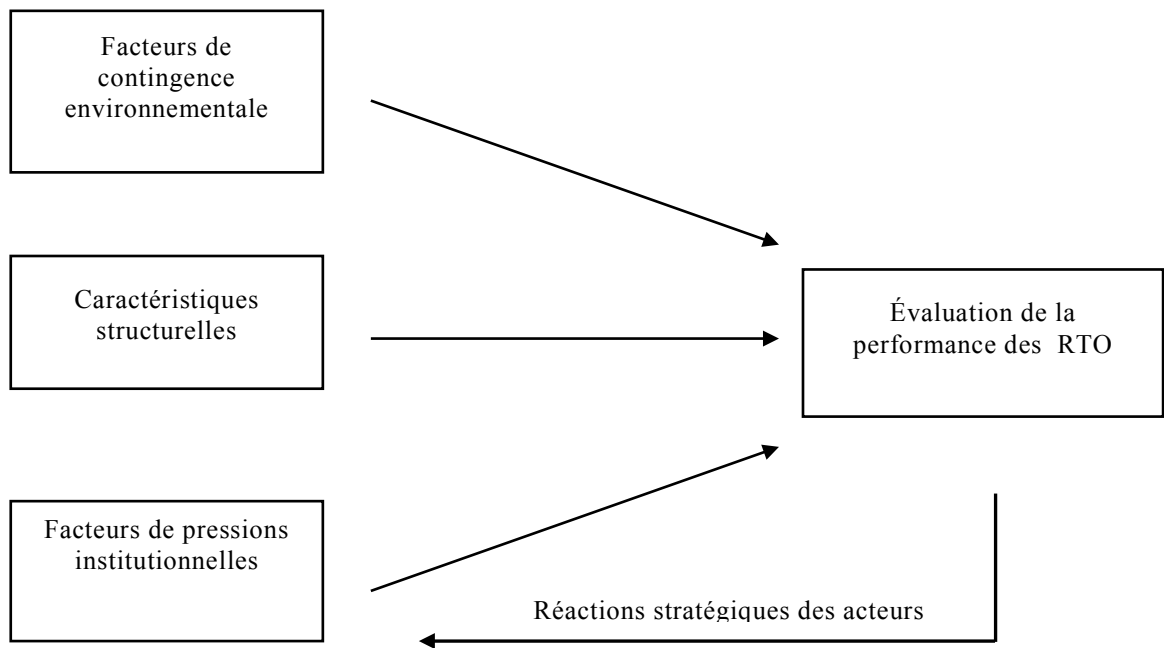 Facteurs de
contingence
environnementale
Caractéristiques
structurelles
Évaluation de la
performance des RTO
Facteurs de pressions
institutionnelles
Réactions stratégiques des acteurs